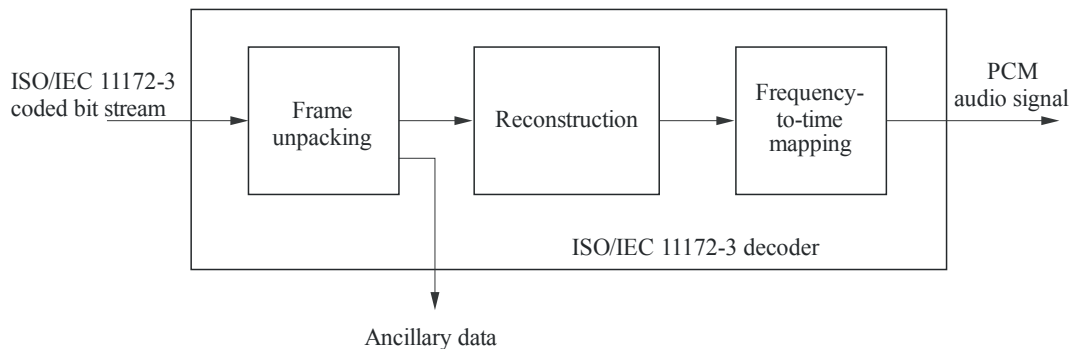 ISO/IEC 11172-3
coded bit stream
Frame
unpacking
Reconstruction
Frequency-
to-time
mapping
PCM
audio signal
ISO/IEC 11172-3 decoder
Ancillary data